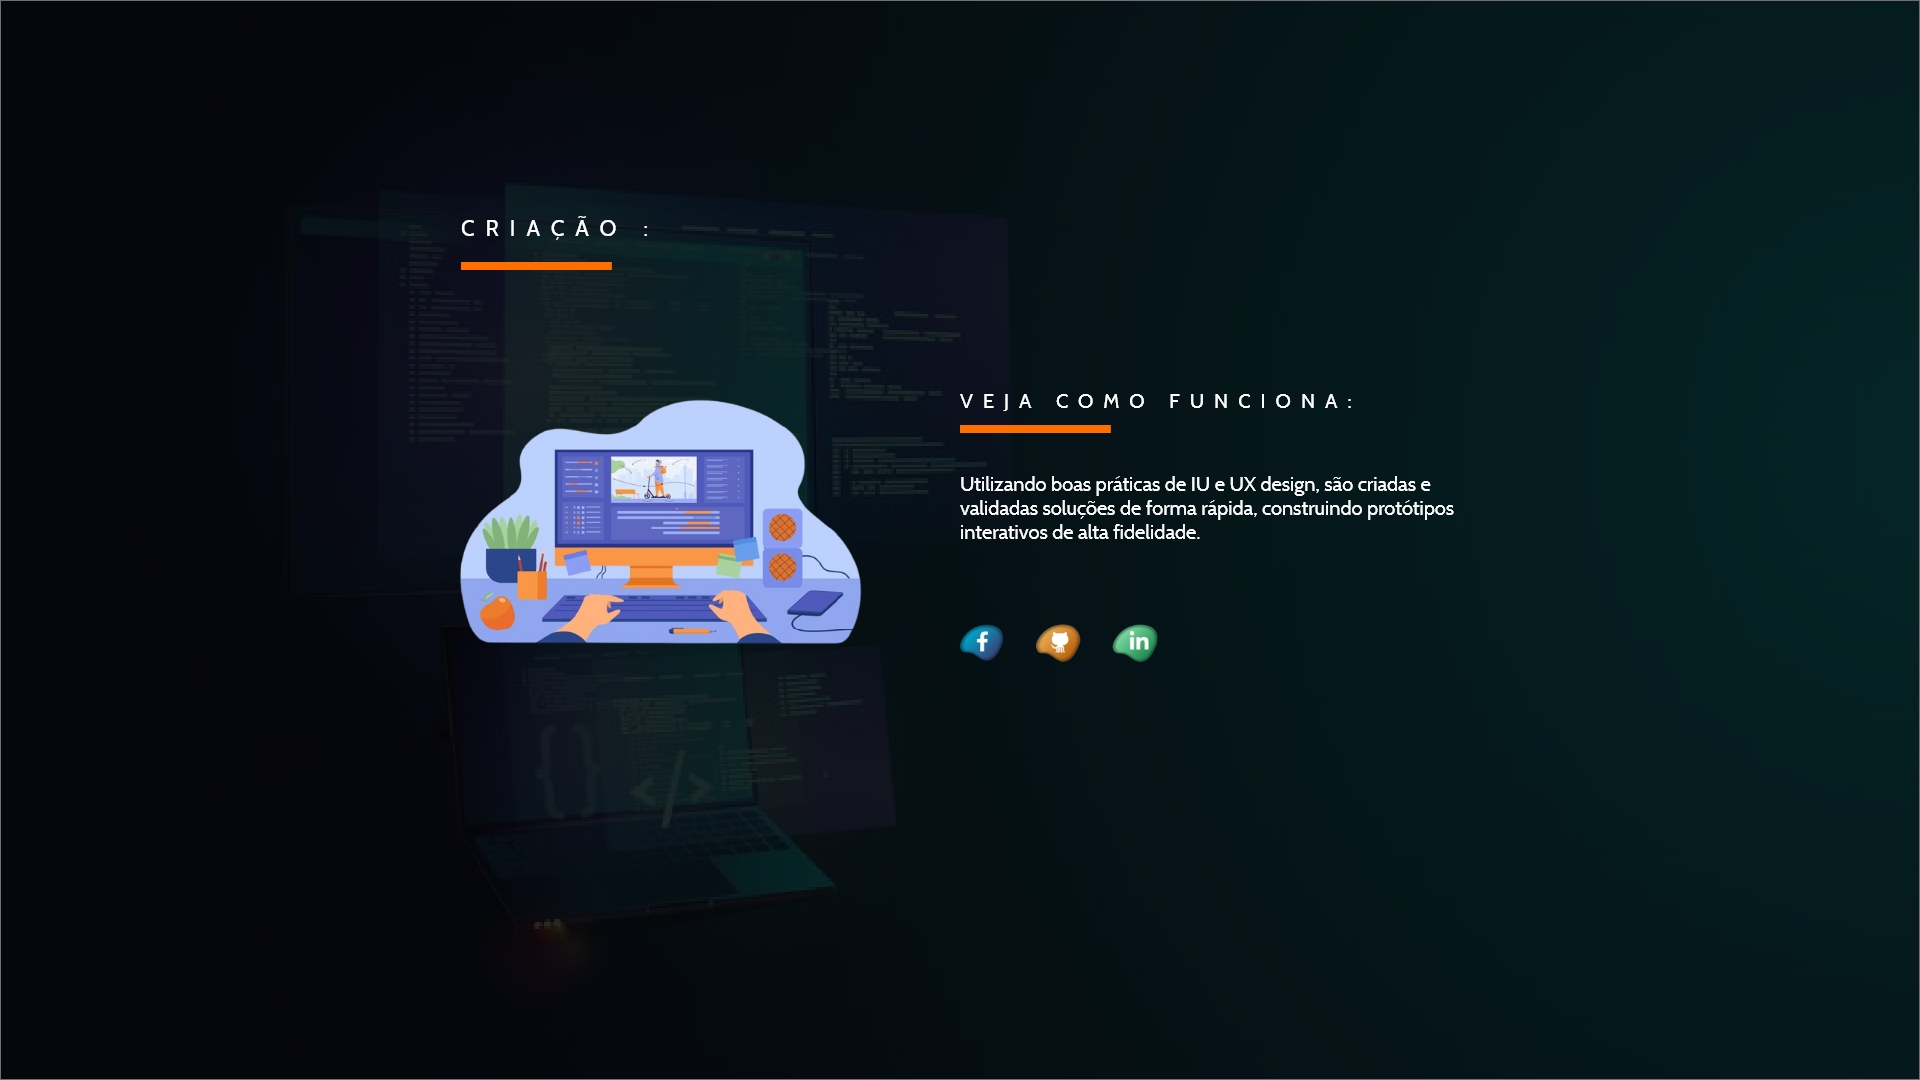 CRIAÇÃO :
VEJA COMO FUNCIONA:
Utilizando boas práticas de IU e UX design, são criadas e
validadas soluções de forma rápida, construindo protótipos
interativos de alta fidelidade.